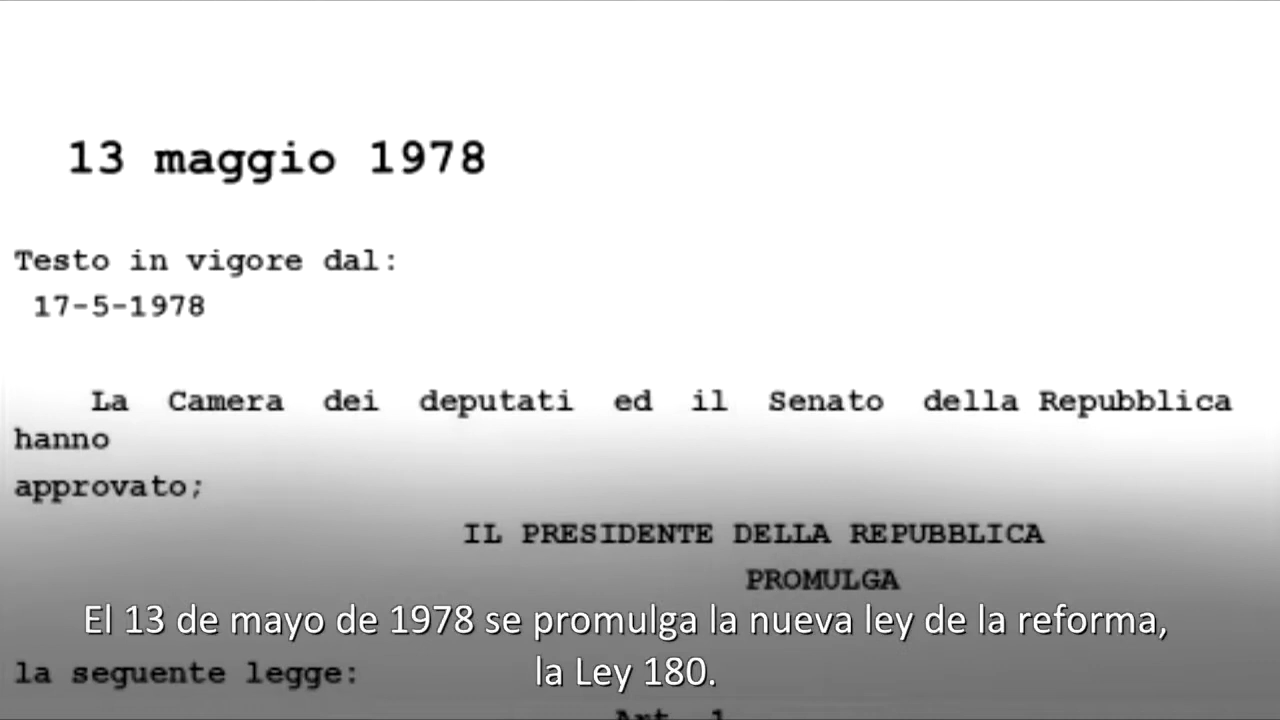 13 maggio 1978
Testo in vigore dal:
17-5-1978
La Camera dei deputati ed il Senato della Repubblica
hanno
approvato;
IL PRESIDENTE DELLA REPUBBLICA
PROMULGA
El 13 de mayo de 1978 se promulga la nueva ley de la reforma,
la Ley 180.
la seguente legge:
Art. 1